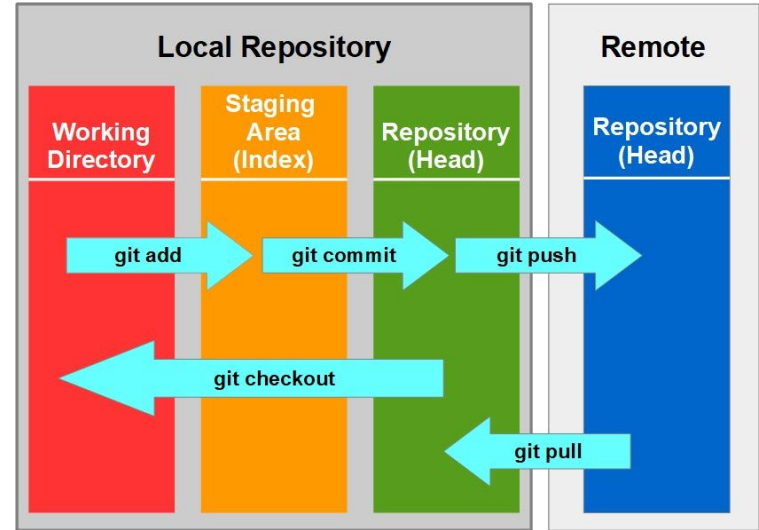 Local Repository
Remote
Working
Directory
Staging
Area
(Index)
Repository
(Head)
Repository
(Head)
git add
git commit
git push
git checkout
git pull